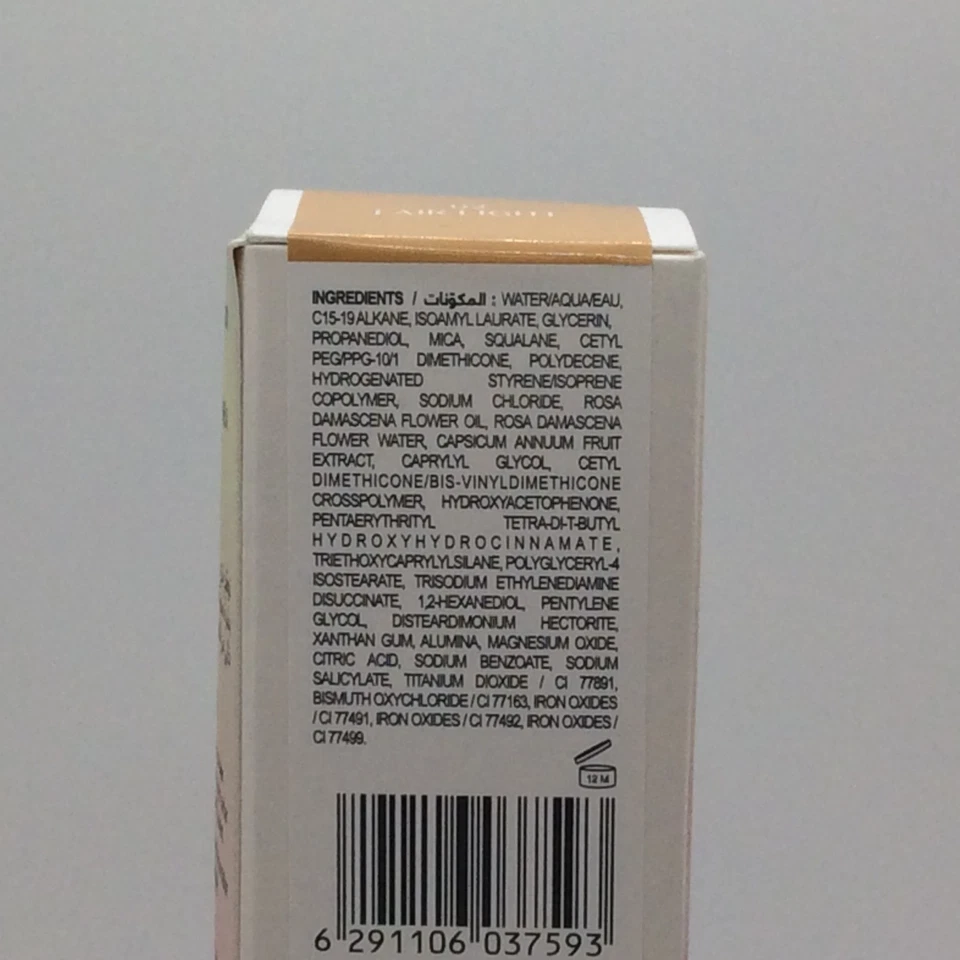 FAIR LIGHT
INGREDIENTS / المكوّنات : WATER/AQUA/EAU,
C15-19 ALKANE, ISOAMYL LAURATE, GLYCERIN,
PROPANEDIOL, MICA, SQUALANE, CETYL
PEG/PPG-10/1 DIMETHICONE, POLYDECENE,
HYDROGENATED STYRENE/ISOPRENE
COPOLYMER, SODIUM CHLORIDE, ROSA
DAMASCENA FLOWER OIL, ROSA DAMASCENA
FLOWER WATER, CAPSICUM ANNUUM FRUIT
EXTRACT, CAPRYLYL GLYCOL, CETYL
DIMETHICONE/BIS-VINYLDIMETHICONE
CROSSPOLYMER, HYDROXYACETOPHENONE,
PENTAERYTHRITYL TETRA-DI-T-BUTYL
HYDROXYHYDROCINNAMATE,
TRIETHOXYCAPRYLYLSILANE, POLYGLYCERYL-4
ISOSTEARATE, TRISODIUM ETHYLENEDIAMINE
DISUCCINATE, 1,2-HEXANEDIOL, PENTYLENE
GLYCOL, DISTEARDIMONIUM HECTORITE,
XANTHAN GUM, ALUMINA, MAGNESIUM OXIDE,
CITRIC ACID, SODIUM BENZOATE, SODIUM
SALICYLATE, TITANIUM DIOXIDE / CI 77891,
BISMUTH OXYCHLORIDE / CI 77163, IRON OXIDES
/ CI 77491, IRON OXIDES / CI 77492, IRON OXIDES /
CI 77499.
12 M
6 291106 037593